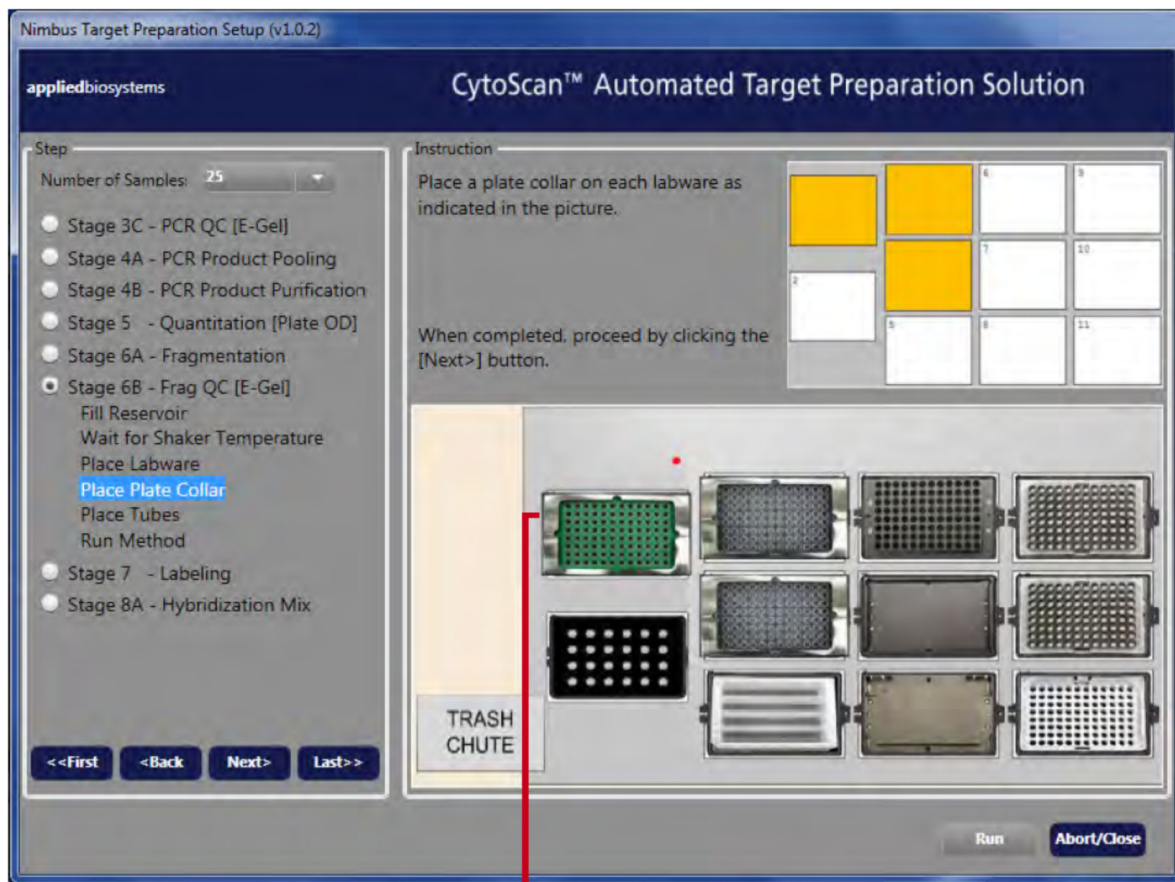 Nimbus Target Preparation Setup (v1.0.2)
appliedbiosystems
CytoScan™ Automated Target Preparation Solution
Step
Number of Samples: 25
Stage 3C - PCR QC [E-Gel]
Stage 4A - PCR Product Pooling
Stage 4B - PCR Product Purification
Stage 5 - Quantitation [Plate OD]
Stage 6A - Fragmentation
Stage 6B - Frag QC [E-Gel]
Fill Reservoir
Wait for Shaker Temperature
Place Labware
Place Plate Collar
Place Tubes
Run Method
Stage 7 - Labeling
Stage 8A - Hybridization Mix
<<First <Back Next> Last>>
Instruction
Place a plate collar on each labware as
indicated in the picture.
When completed, proceed by clicking the
[Next>] button.
6 9
7 10
2
5 8 11
TRASH
CHUTE
Run Abort/Close